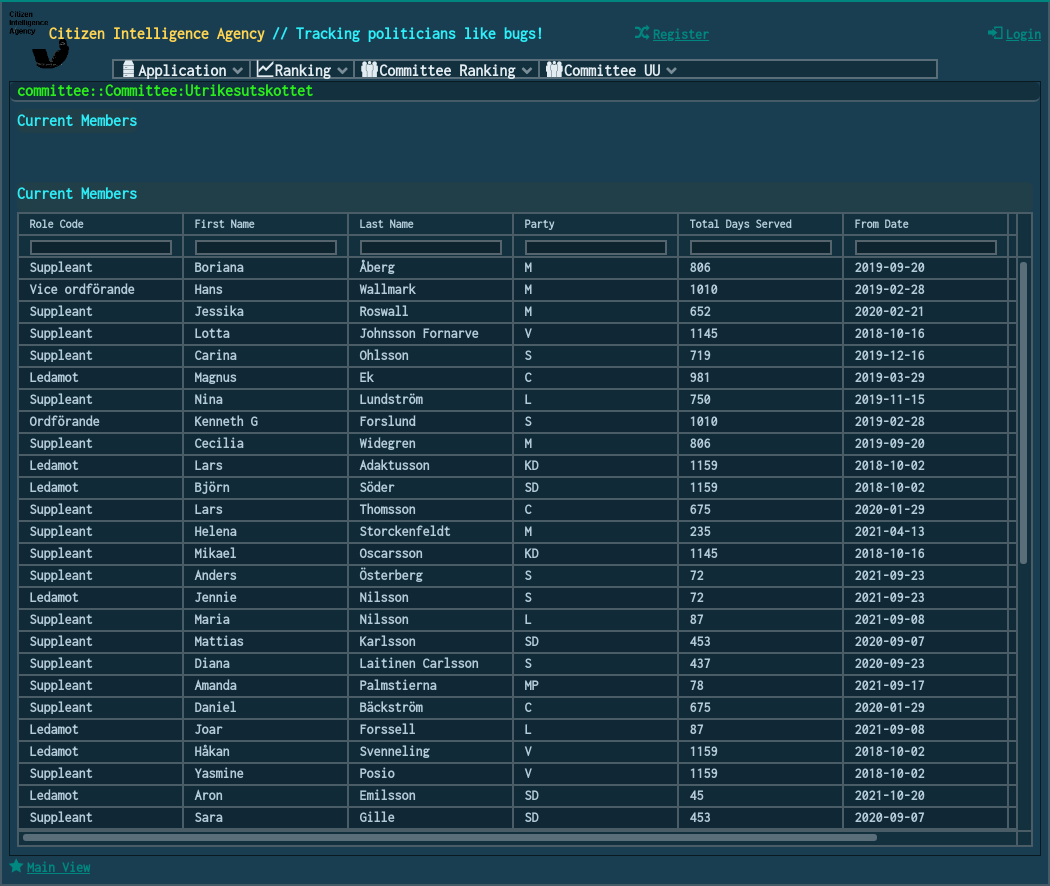 Citizen
Intelligence
Agency
Citizen Intelligence Agency // Tracking politicians like bugs!
Register
Login
Application Ranking Committee Ranking Committee UU
committee::Committee:Utrikesutskottet
Current Members
Current Members
Role Code First Name Last Name Party Total Days Served From Date
Suppleant Boriana Åberg M 806 2019-09-20
Vice ordförande Hans Wallmark M 1010 2019-02-28
Suppleant Jessika Roswall M 652 2020-02-21
Suppleant Lotta Johnsson Fornarve V 1145 2018-10-16
Suppleant Carina Ohlsson S 719 2019-12-16
Ledamot Magnus Ek C 981 2019-03-29
Suppleant Nina Lundström L 750 2019-11-15
Ordförande Kenneth G Forslund S 1010 2019-02-28
Suppleant Cecilia Widegren M 806 2019-09-20
Ledamot Lars Adaktusson KD 1159 2018-10-02
Ledamot Björn Söder SD 1159 2018-10-02
Suppleant Lars Thomsson C 675 2020-01-29
Suppleant Helena Storckenfeldt M 235 2021-04-13
Suppleant Mikael Oscarsson KD 1145 2018-10-16
Suppleant Anders Österberg S 72 2021-09-23
Ledamot Jennie Nilsson S 72 2021-09-23
Suppleant Maria Nilsson L 87 2021-09-08
Suppleant Mattias Karlsson SD 453 2020-09-07
Suppleant Diana Laitinen Carlsson S 437 2020-09-23
Suppleant Amanda Palmstierna MP 78 2021-09-17
Suppleant Daniel Bäckström C 675 2020-01-29
Ledamot Joar Forssell L 87 2021-09-08
Ledamot Håkan Svenneling V 1159 2018-10-02
Suppleant Yasmine Posio V 1159 2018-10-02
Ledamot Aron Emilsson SD 45 2021-10-20
Suppleant Sara Gille SD 453 2020-09-07
Main View